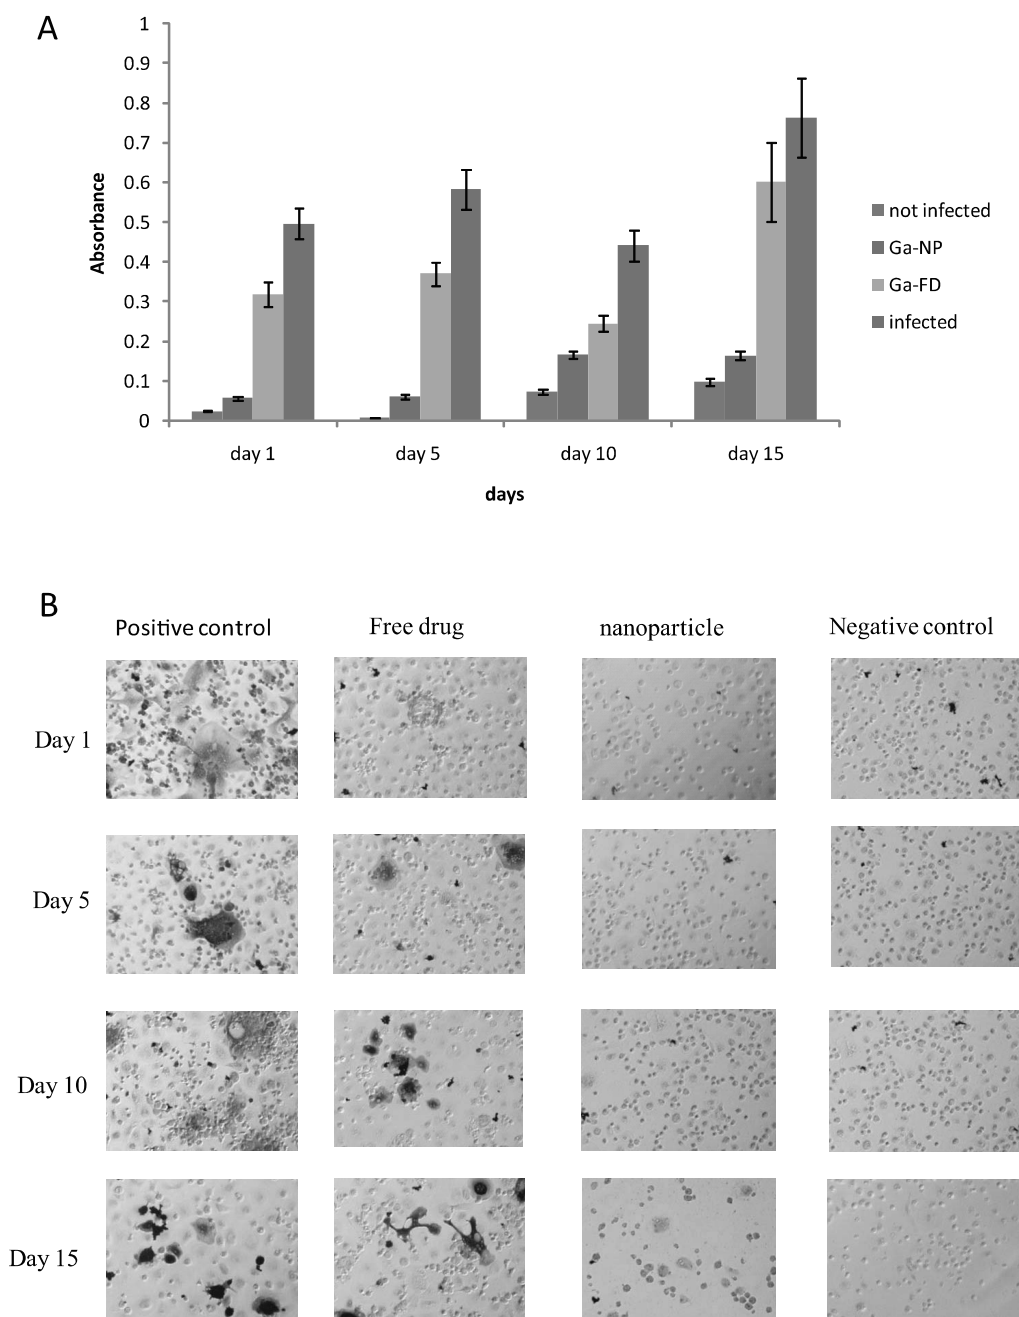 A
1
0.9
0.8
0.7
0.6
0.5
0.4
0.3
0.2
0.1
0
Absorbance
day 1 day 5 day 10 day 15
days
not infected
Ga-NP
Ga-FD
infected
B
Positive control Free drug nanoparticle Negative control
Day 1
Day 5
Day 10
Day 15